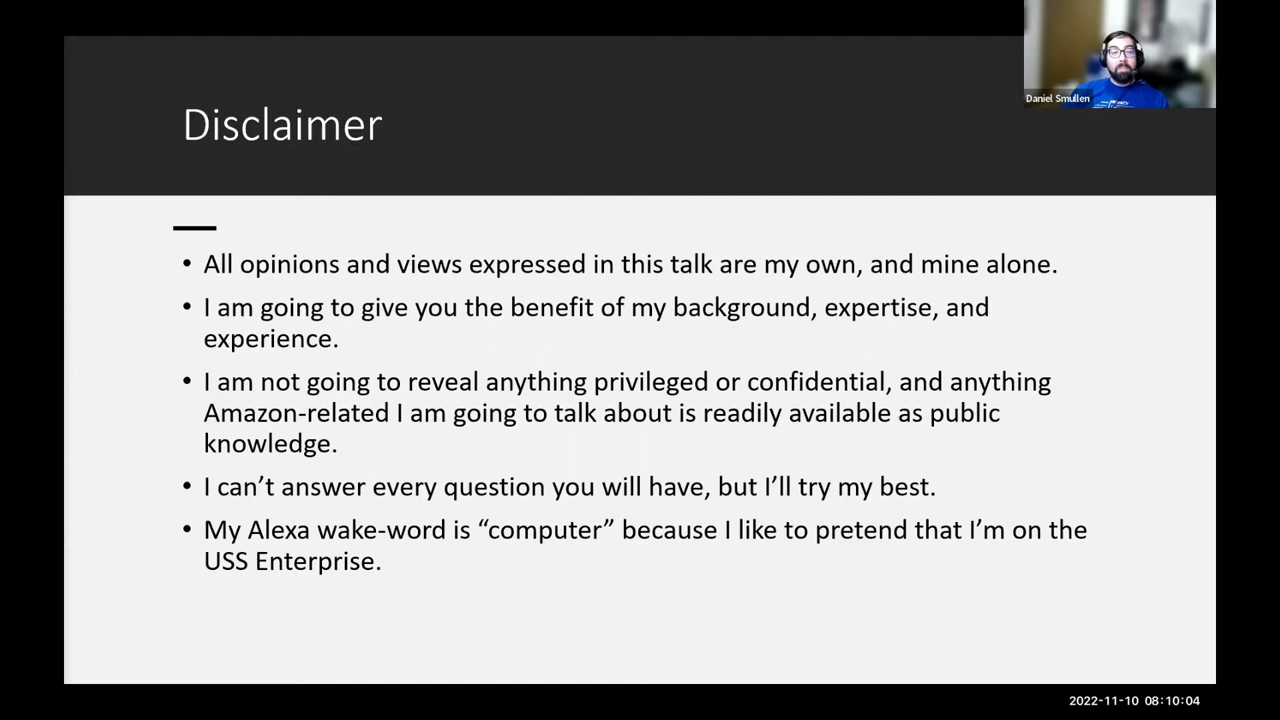 Daniel Smullen
Disclaimer
• All opinions and views expressed in this talk are my own, and mine alone.
• I am going to give you the benefit of my background, expertise, and
experience.
• I am not going to reveal anything privileged or confidential, and anything
Amazon-related I am going to talk about is readily available as public
knowledge.
• I can’t answer every question you will have, but I’ll try my best.
• My Alexa wake-word is “computer” because I like to pretend that I’m on the
USS Enterprise.
2022-11-10 08:10:04